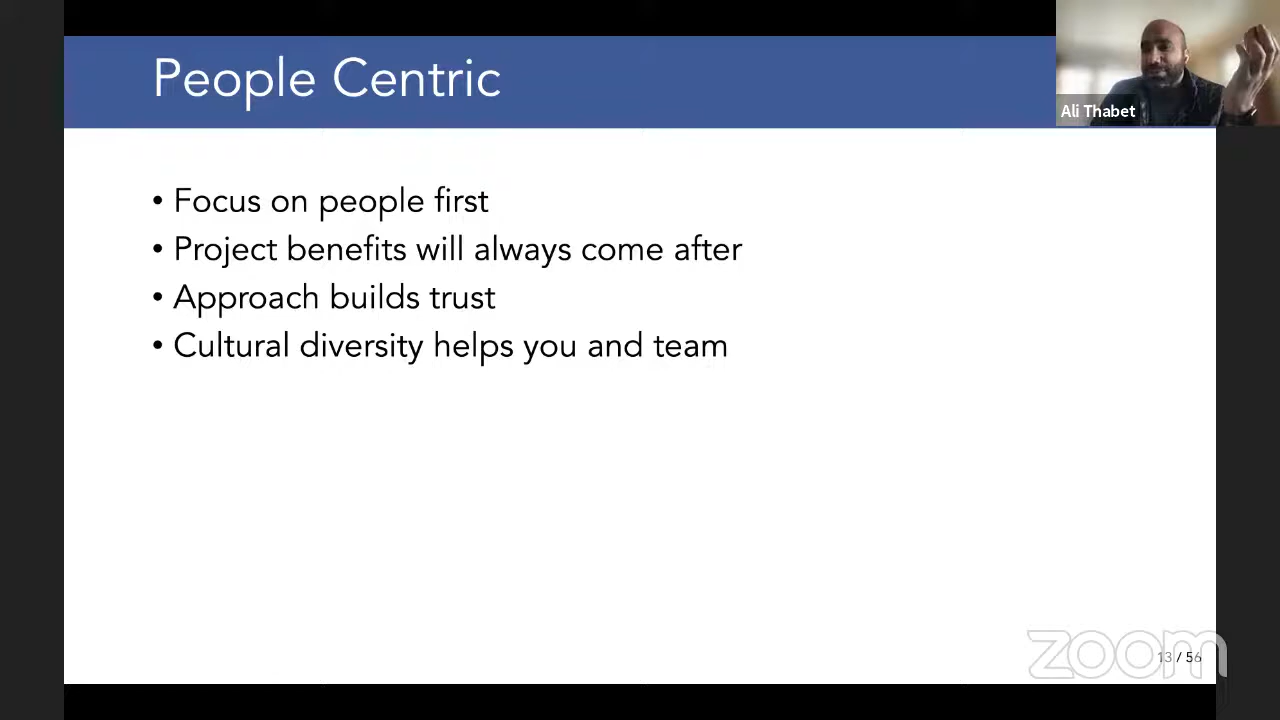 People Centric
Ali Thabet
• Focus on people first
• Project benefits will always come after
• Approach builds trust
• Cultural diversity helps you and team
zoom
13 / 56